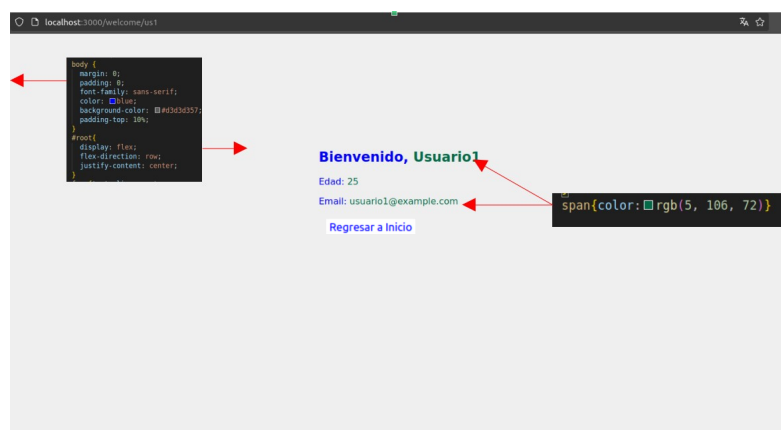 localhost:3000/welcome/us1
body {
margin: 0;
padding: 0;
font-family: sans-serif;
color: blue;
background-color: #d3d3d357;
padding-top: 10%;
}
#root{
display: flex;
flex-direction: row;
justify-content: center;
}
Bienvenido, Usuario1
Edad: 25
Email: usuario1@example.com
Regresar a Inicio
span{color: rgb(5, 106, 72)}